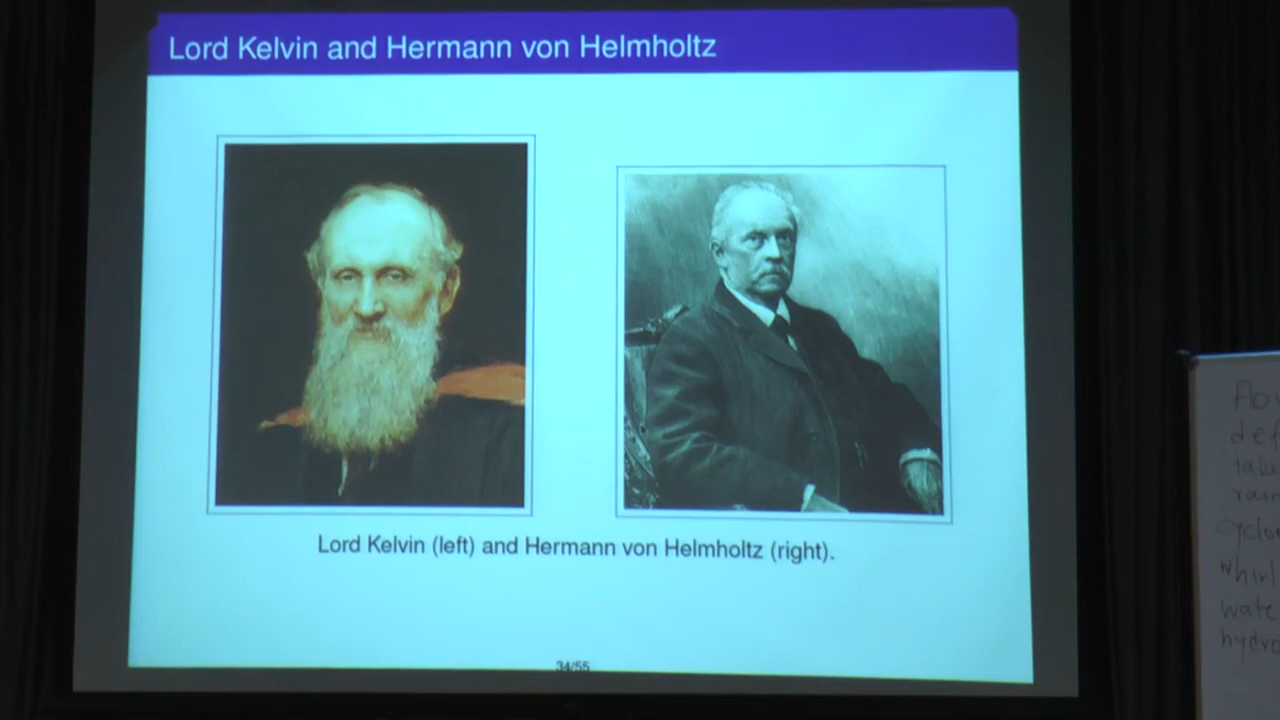 Lord Kelvin and Hermann von Helmholtz
Lord Kelvin (left) and Hermann von Helmholtz (right).
34/55